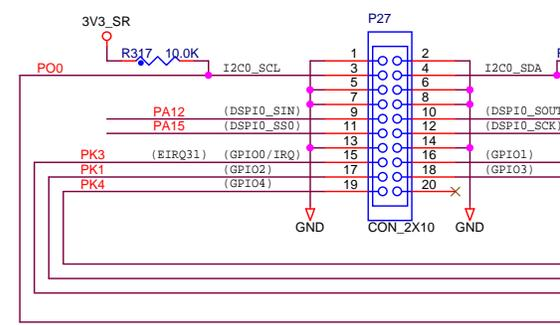 P27
3V3_SR
R317 10.0K
PO0 I2C0_SCL 1 2
3 4 I2C0_SDA
5 6
7 8
PA12 (DSPI0_SIN) 9 10 (DSPI0_SOUT
PA15 (DSPI0_SS0) 11 12 (DSPI0_SCK)
13 14
PK3 (EIRQ31) (GPIO0/IRQ) 15 16 (GPIO1)
PK1 (GPIO2) 17 18 (GPIO3)
PK4 (GPIO4) 19 20
GND CON_2X10 GND